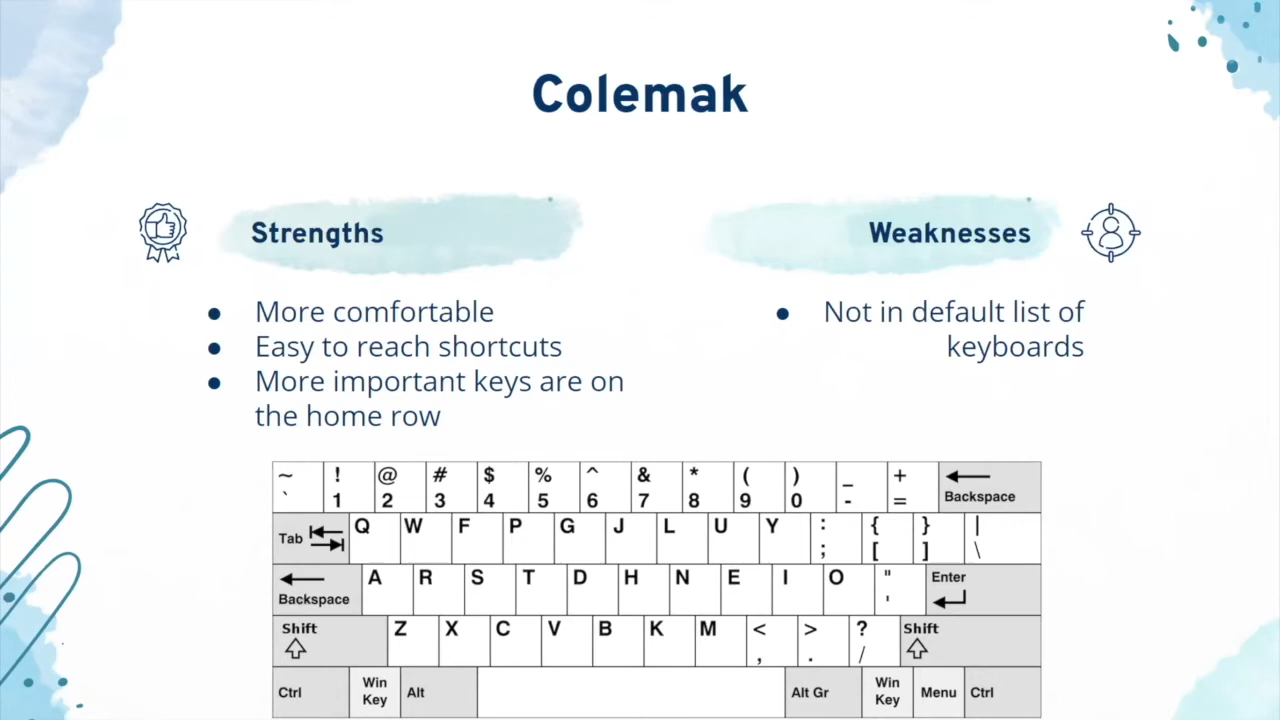 Colemak
Strengths
Weaknesses
● More comfortable
● Easy to reach shortcuts
● More important keys are on
the home row
● Not in default list of
keyboards
~ ! @ # $ % ^ & * ( ) _ +
` 1 2 3 4 5 6 7 8 9 0 - = Backspace
Tab Q W F P G J L U Y : { } |
; [ ] \
Backspace A R S T D H N E I O " Enter
'
Shift Z X C V B K M < > ? Shift
, . /
Ctrl Win Key Alt Alt Gr Win Key Menu Ctrl